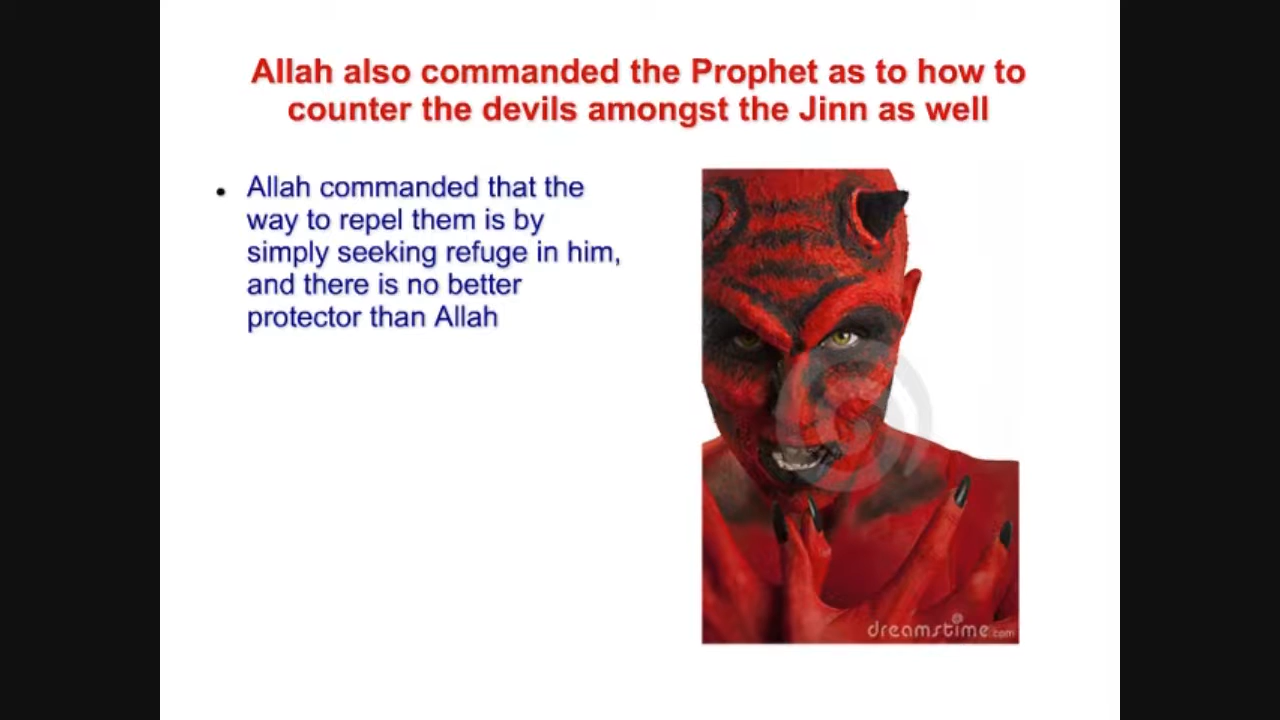 Allah also commanded the Prophet as to how to
counter the devils amongst the Jinn as well
• Allah commanded that the
way to repel them is by
simply seeking refuge in him,
and there is no better
protector than Allah
dreamstime.com